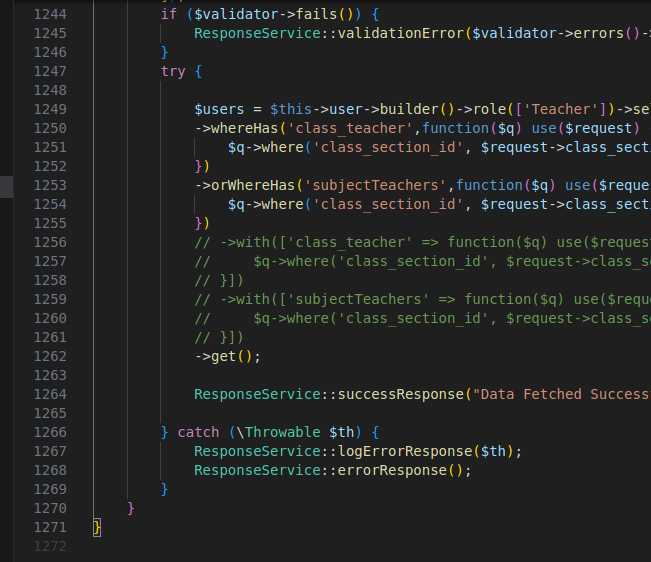 1244 if ($validator->fails()) {
1245 ResponseService::validationError($validator->errors()->
1246 }
1247 try {
1248
1249 $users = $this->user->builder()->role(['Teacher'])->se
1250 ->whereHas('class_teacher',function($q) use($request)
1251 $q->where('class_section_id', $request->class_sect
1252 })
1253 ->orWhereHas('subjectTeachers',function($q) use($reque
1254 $q->where('class_section_id', $request->class_sect
1255 })
1256 // ->with(['class_teacher' => function($q) use($reques
1257 // $q->where('class_section_id', $request->class_s
1258 // }])
1259 // ->with(['subjectTeachers' => function($q) use($requ
1260 // $q->where('class_section_id', $request->class_s
1261 // }])
1262 ->get();
1263
1264 ResponseService::successResponse("Data Fetched Success
1265
1266 } catch (\Throwable $th) {
1267 ResponseService::logErrorResponse($th);
1268 ResponseService::errorResponse();
1269 }
1270 }
1271 }
1272